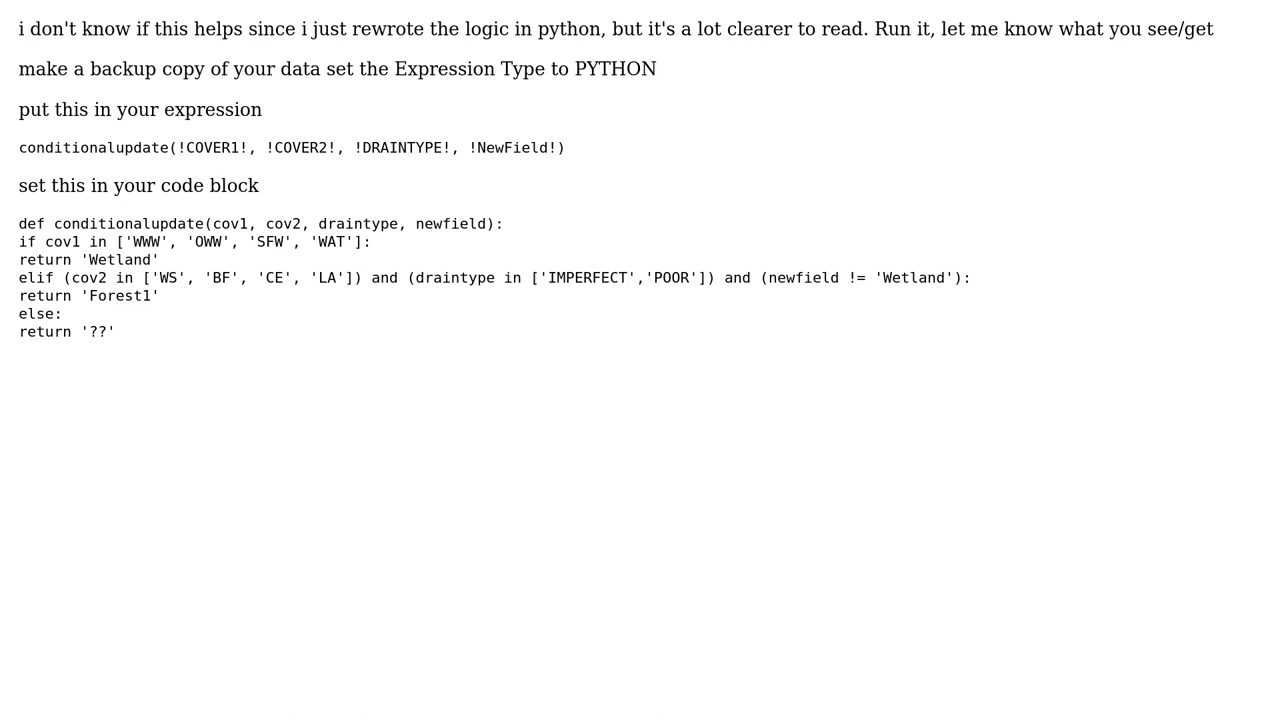 i don't know if this helps since i just rewrote the logic in python, but it's a lot clearer to read. Run it, let me know what you see/get
make a backup copy of your data set the Expression Type to PYTHON
put this in your expression
conditionalupdate(!COVER1!, !COVER2!, !DRAINTYPE!, !NewField!)
set this in your code block
def conditionalupdate(cov1, cov2, draintype, newfield):
if cov1 in ['WWW', 'OWW', 'SFW', 'WAT']:
return 'Wetland'
elif (cov2 in ['WS', 'BF', 'CE', 'LA']) and (draintype in ['IMPERFECT','POOR']) and (newfield != 'Wetland'):
return 'Forest1'
else:
return '??'